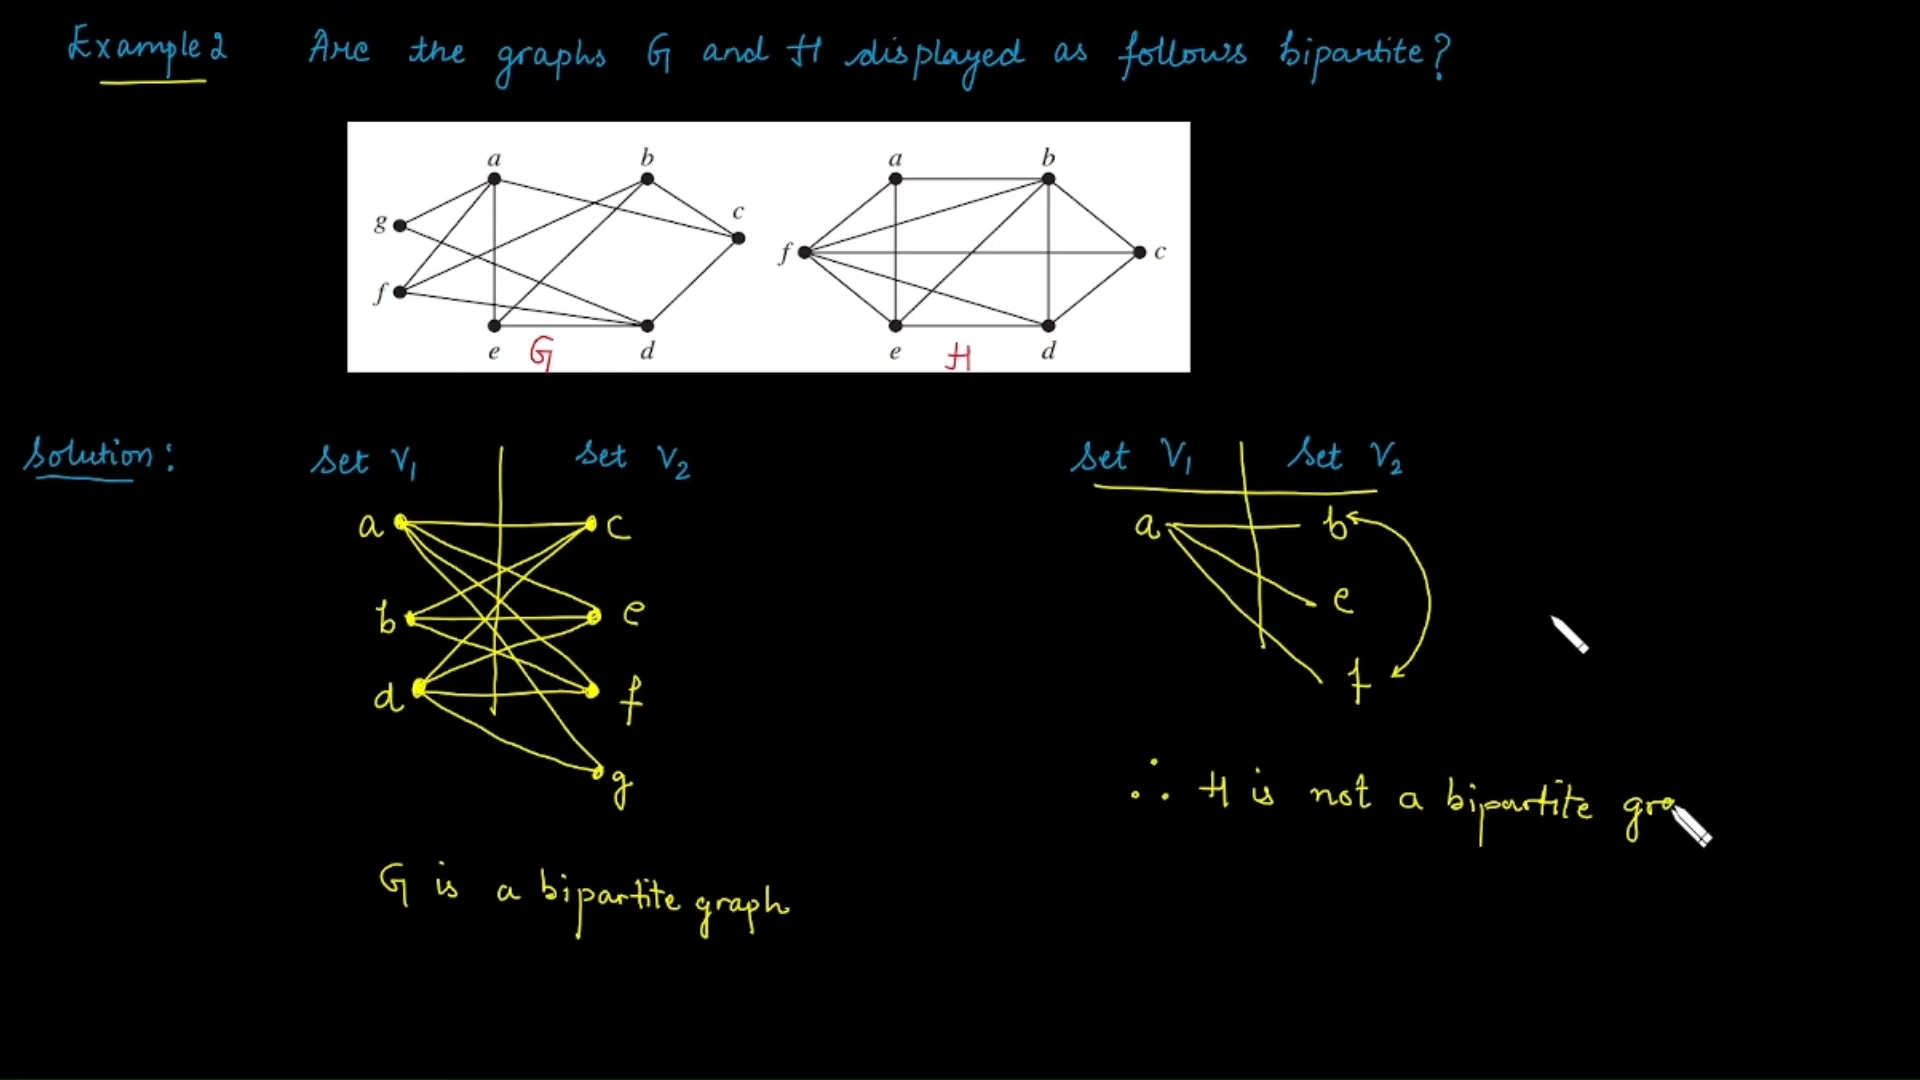 Example 2 Are the graphs G and H displayed as follows bipartite?
a b a b
g c
f c
f
e G d e H d
Solution: Set V₁ Set V₂ Set V₁ Set V₂
a c a b
b e e
d f f
g
∴ H is not a bipartite gra
G is a bipartite graph